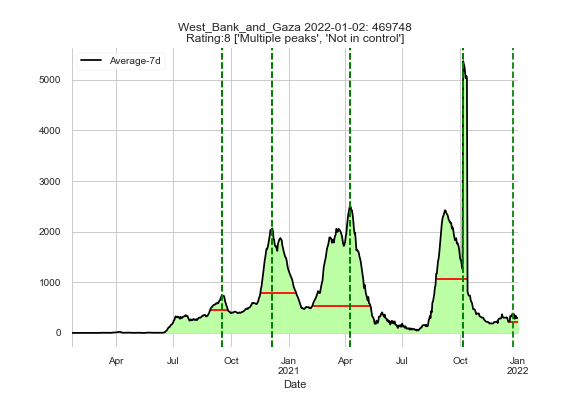 West_Bank_and_Gaza 2022-01-02: 469748
Rating:8 ['Multiple peaks', 'Not in control']
Average-7d
5000
4000
3000
2000
1000
0
Apr Jul Oct Jan Apr Jul Oct Jan
2021 2022
Date